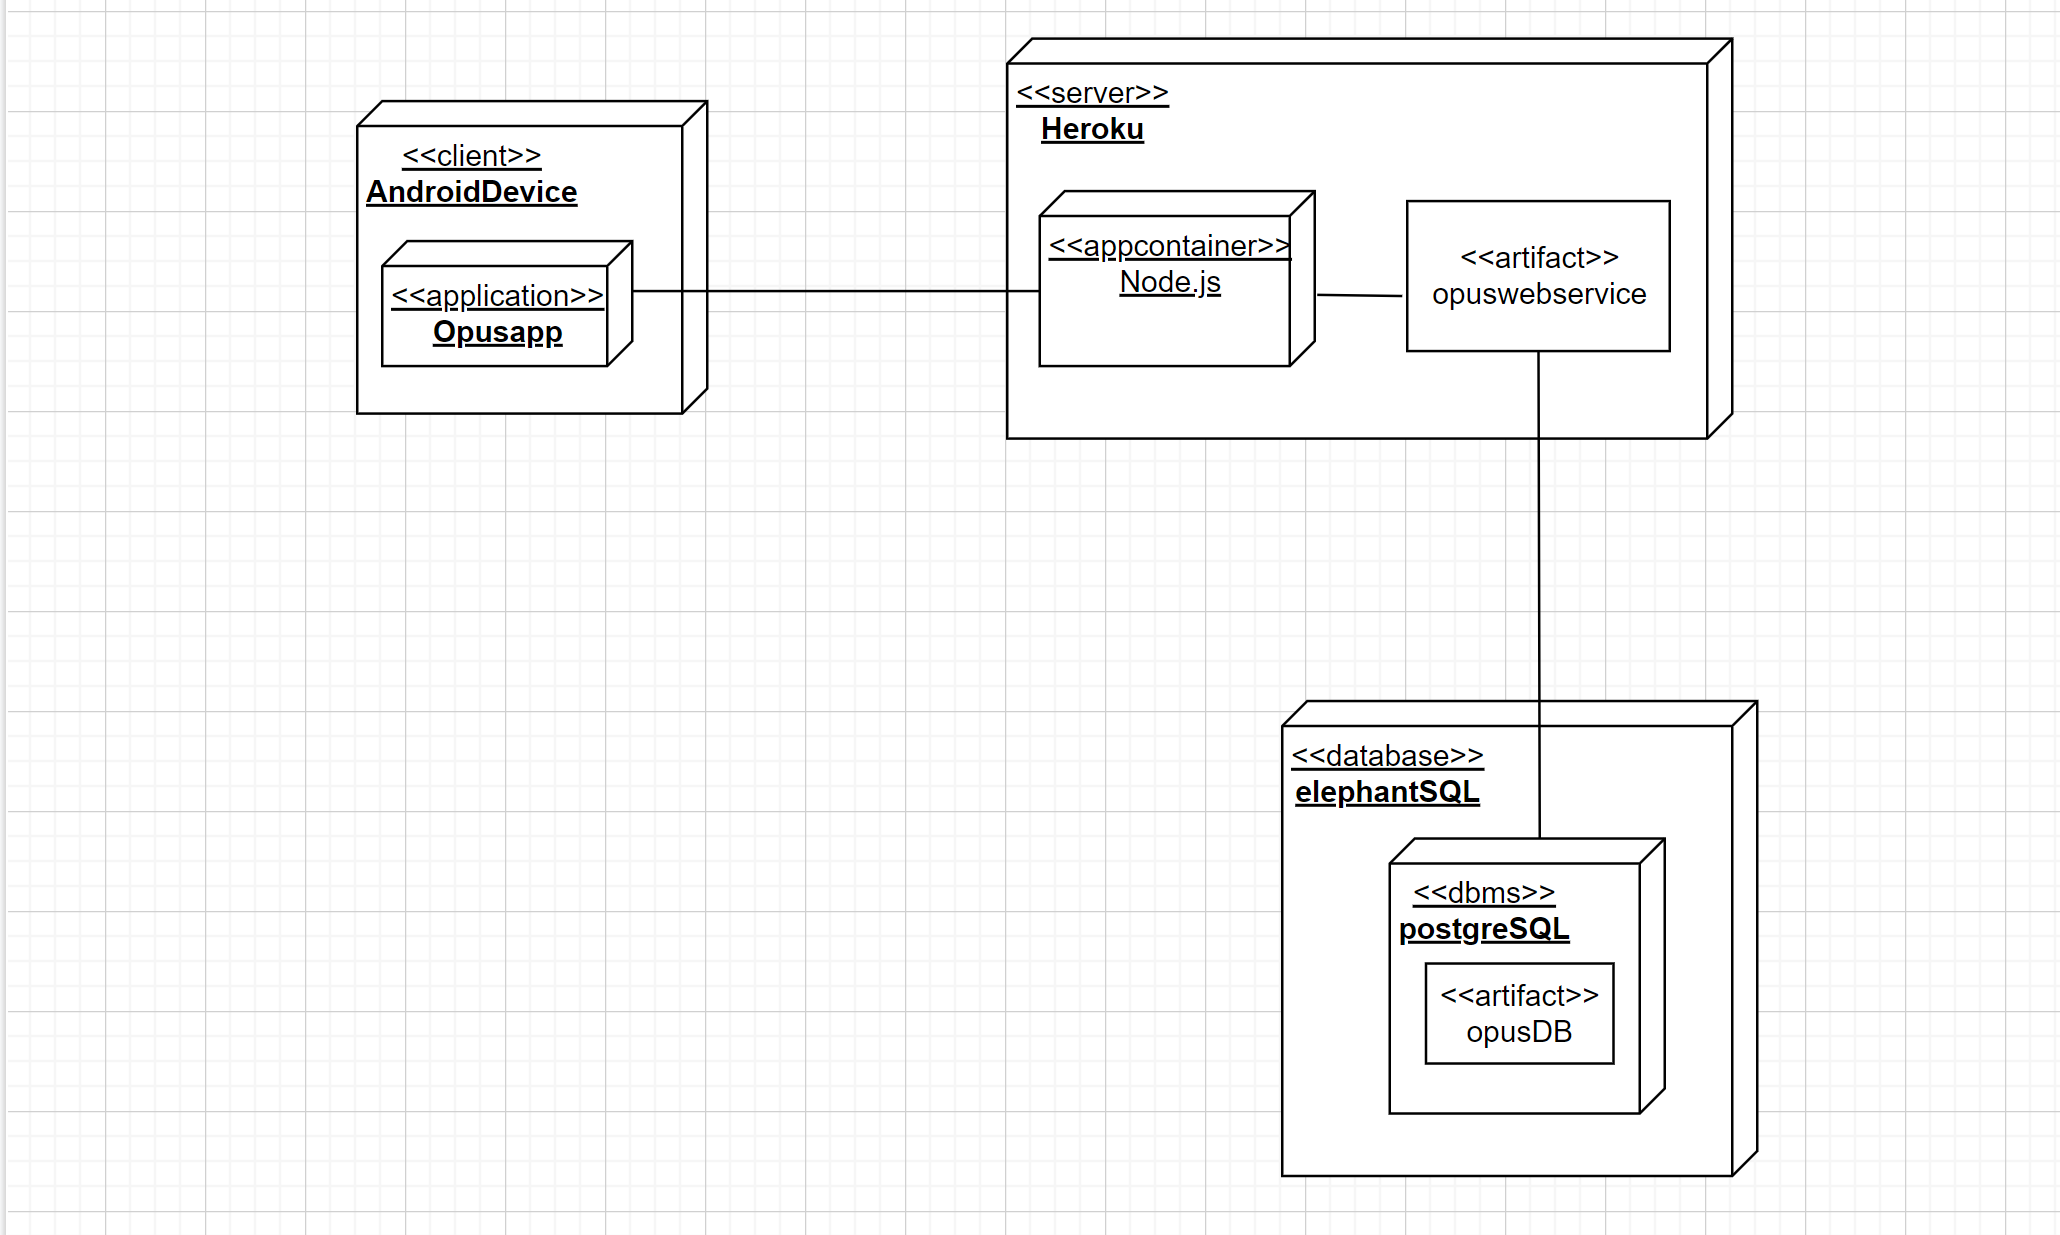 <<client>>
AndroidDevice
<<application>>
Opusapp
<<server>>
Heroku
<<appcontainer>>
Node.js
<<artifact>>
opuswebservice
<<database>>
elephantSQL
<<dbms>>
postgreSQL
<<artifact>>
opusDB